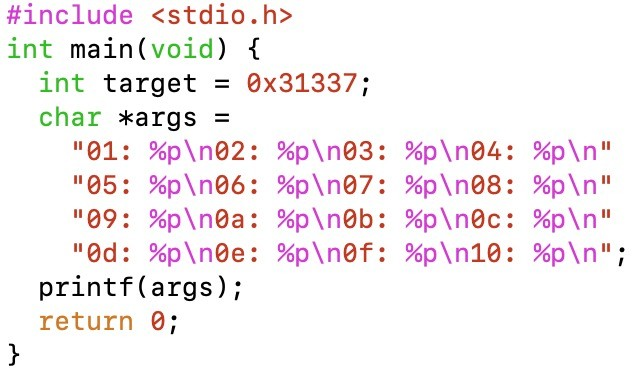 #include <stdio.h>
int main(void) {
  int target = 0x31337;
  char *args =
    "01: %p\n02: %p\n03: %p\n04: %p\n"
    "05: %p\n06: %p\n07: %p\n08: %p\n"
    "09: %p\n0a: %p\n0b: %p\n0c: %p\n"
    "0d: %p\n0e: %p\n0f: %p\n10: %p\n";
  printf(args);
  return 0;
}